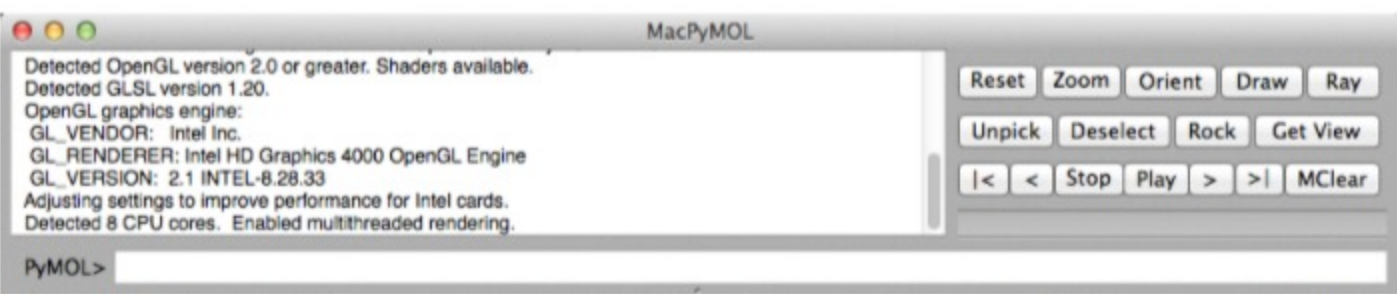 MacPyMOL
Detected OpenGL version 2.0 or greater. Shaders available.
Detected GLSL version 1.20.
OpenGL graphics engine:
GL_VENDOR: Intel Inc.
GL_RENDERER: Intel HD Graphics 4000 OpenGL Engine
GL_VERSION: 2.1 INTEL-8.28.33
Adjusting settings to improve performance for Intel cards.
Detected 8 CPU cores. Enabled multithreaded rendering.
Reset Zoom Orient Draw Ray
Unpick Deselect Rock Get View
|< < Stop Play > >| MClear
PyMOL>